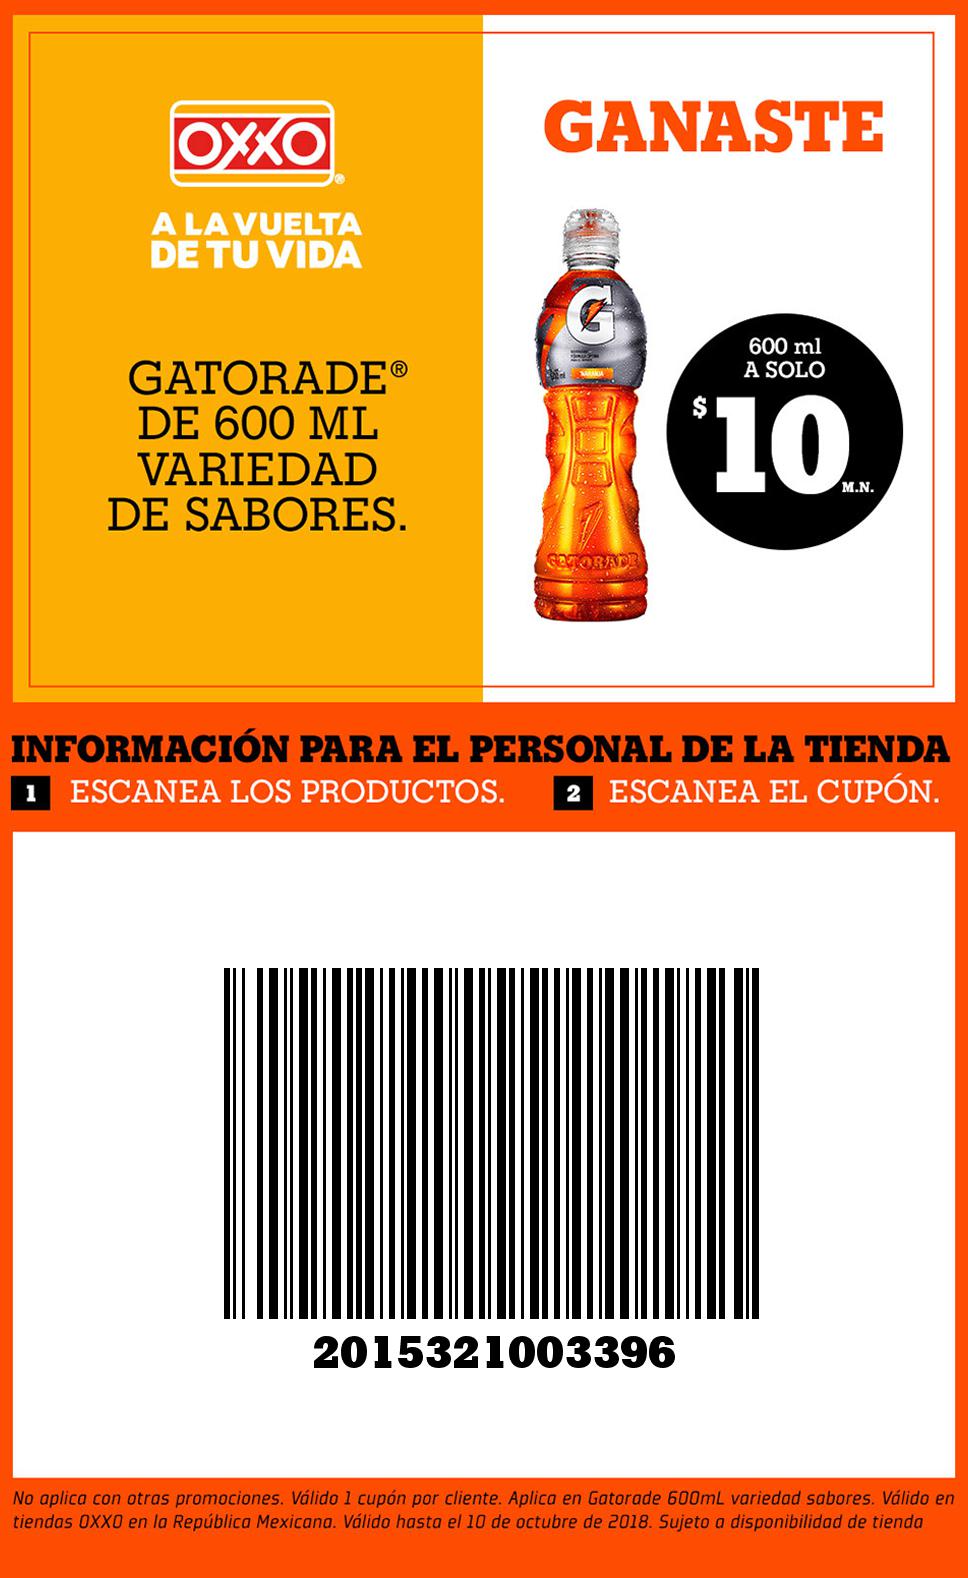 OXXO®
A LA VUELTA
DE TU VIDA
GATORADE®
DE 600 ML
VARIEDAD
DE SABORES.
GANASTE
G
NARANJA
GATORADE
600 ml
A SOLO
$10 M.N.
INFORMACIÓN PARA EL PERSONAL DE LA TIENDA
1 ESCANEA LOS PRODUCTOS. 2 ESCANEA EL CUPÓN.
2015321003396
No aplica con otras promociones. Válido 1 cupón por cliente. Aplica en Gatorade 600mL variedad sabores. Válido en
tiendas OXXO en la República Mexicana. Válido hasta el 10 de octubre de 2018. Sujeto a disponibilidad de tienda